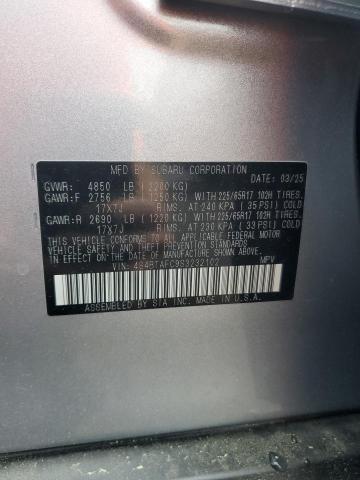 MFD BY SUBARU CORPORATION DATE: 03/25
GVWR: 4850 LB (2200 KG)
GAWR:F 2756 LB (1250 KG) WITH 225/65R17 102H TIRES.
17X7J RIMS. AT 240 KPA (35 PSI) COLD
GAWR:R 2690 LB (1220 KG) WITH 225/65R17 102H TIRES.
17X7J RIMS. AT 230 KPA (33 PSI) COLD
THIS VEHICLE CONFORMS TO ALL APPLICABLE FEDERAL MOTOR
VEHICLE SAFETY AND BUMPER AND THEFT PREVENTION STANDARDS
IN EFFECT ON THE DATE OF MANUFACTURE SHOWN ABOVE.
VIN: 4S4BTAFC9S3232102 MPV
ASSEMBLED BY SIA INC. MADE IN U.S.A.